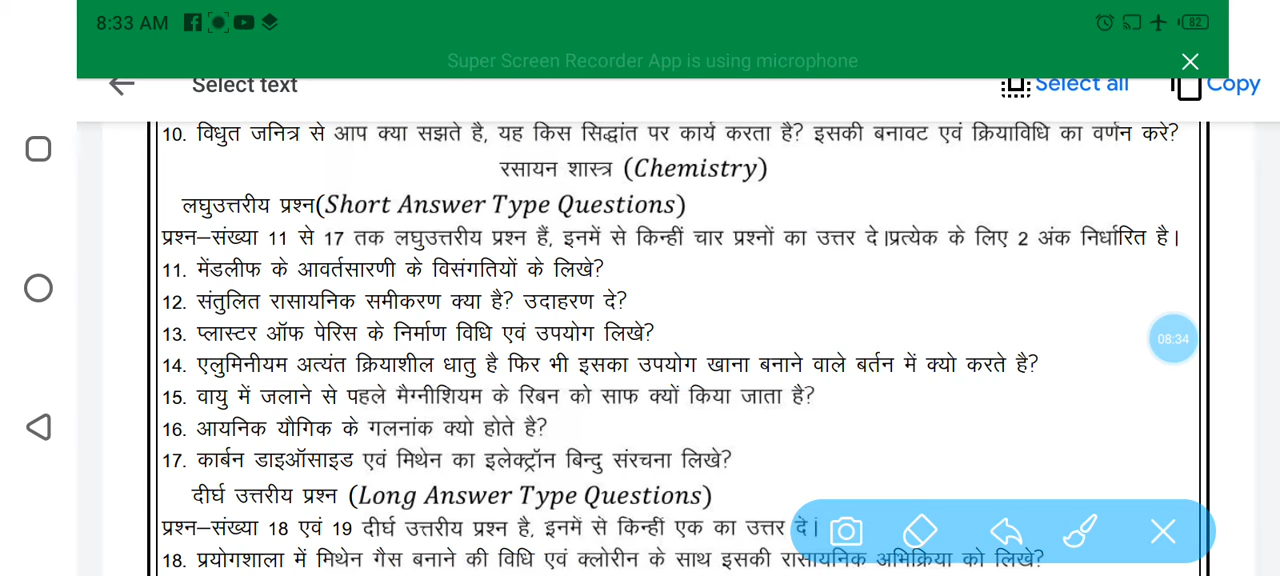 8:33 AM 82
Super Screen Recorder App is using microphone
Select text Select all Copy
10. विधुत जनित्र से आप क्या सझते है, यह किस सिद्धांत पर कार्य करता है? इसकी बनावट एवं क्रियाविधि का वर्णन करे?
रसायन शास्त्र (Chemistry)
लघुउत्तरीय प्रश्न(Short Answer Type Questions)
प्रश्न–संख्या 11 से 17 तक लघुउत्तरीय प्रश्न हैं, इनमें से किन्हीं चार प्रश्नों का उत्तर दे।प्रत्येक के लिए 2 अंक निर्धारित है।
11. मेंडलीफ के आवर्तसारणी के विसंगतियों के लिखे?
12. संतुलित रासायनिक समीकरण क्या है? उदाहरण दे?
13. प्लास्टर ऑफ पेरिस के निर्माण विधि एवं उपयोग लिखे?
08:34
14. एलुमिनीयम अत्यंत क्रियाशील धातु है फिर भी इसका उपयोग खाना बनाने वाले बर्तन में क्यो करते है?
15. वायु में जलाने से पहले मैग्नीशियम के रिबन को साफ क्यों किया जाता है?
16. आयनिक यौगिक के गलनांक क्यो होते है?
17. कार्बन डाइऑसाइड एवं मिथेन का इलेक्ट्रॉन बिन्दु संरचना लिखे?
दीर्घ उत्तरीय प्रश्न (Long Answer Type Questions)
प्रश्न–संख्या 18 एवं 19 दीर्घ उत्तरीय प्रश्न है, इनमें से किन्हीं एक का उत्तर दे।
18. प्रयोगशाला में मिथेन गैस बनाने की विधि एवं क्लोरीन के साथ इसकी रासायनिक अभिक्रिया को लिखे?